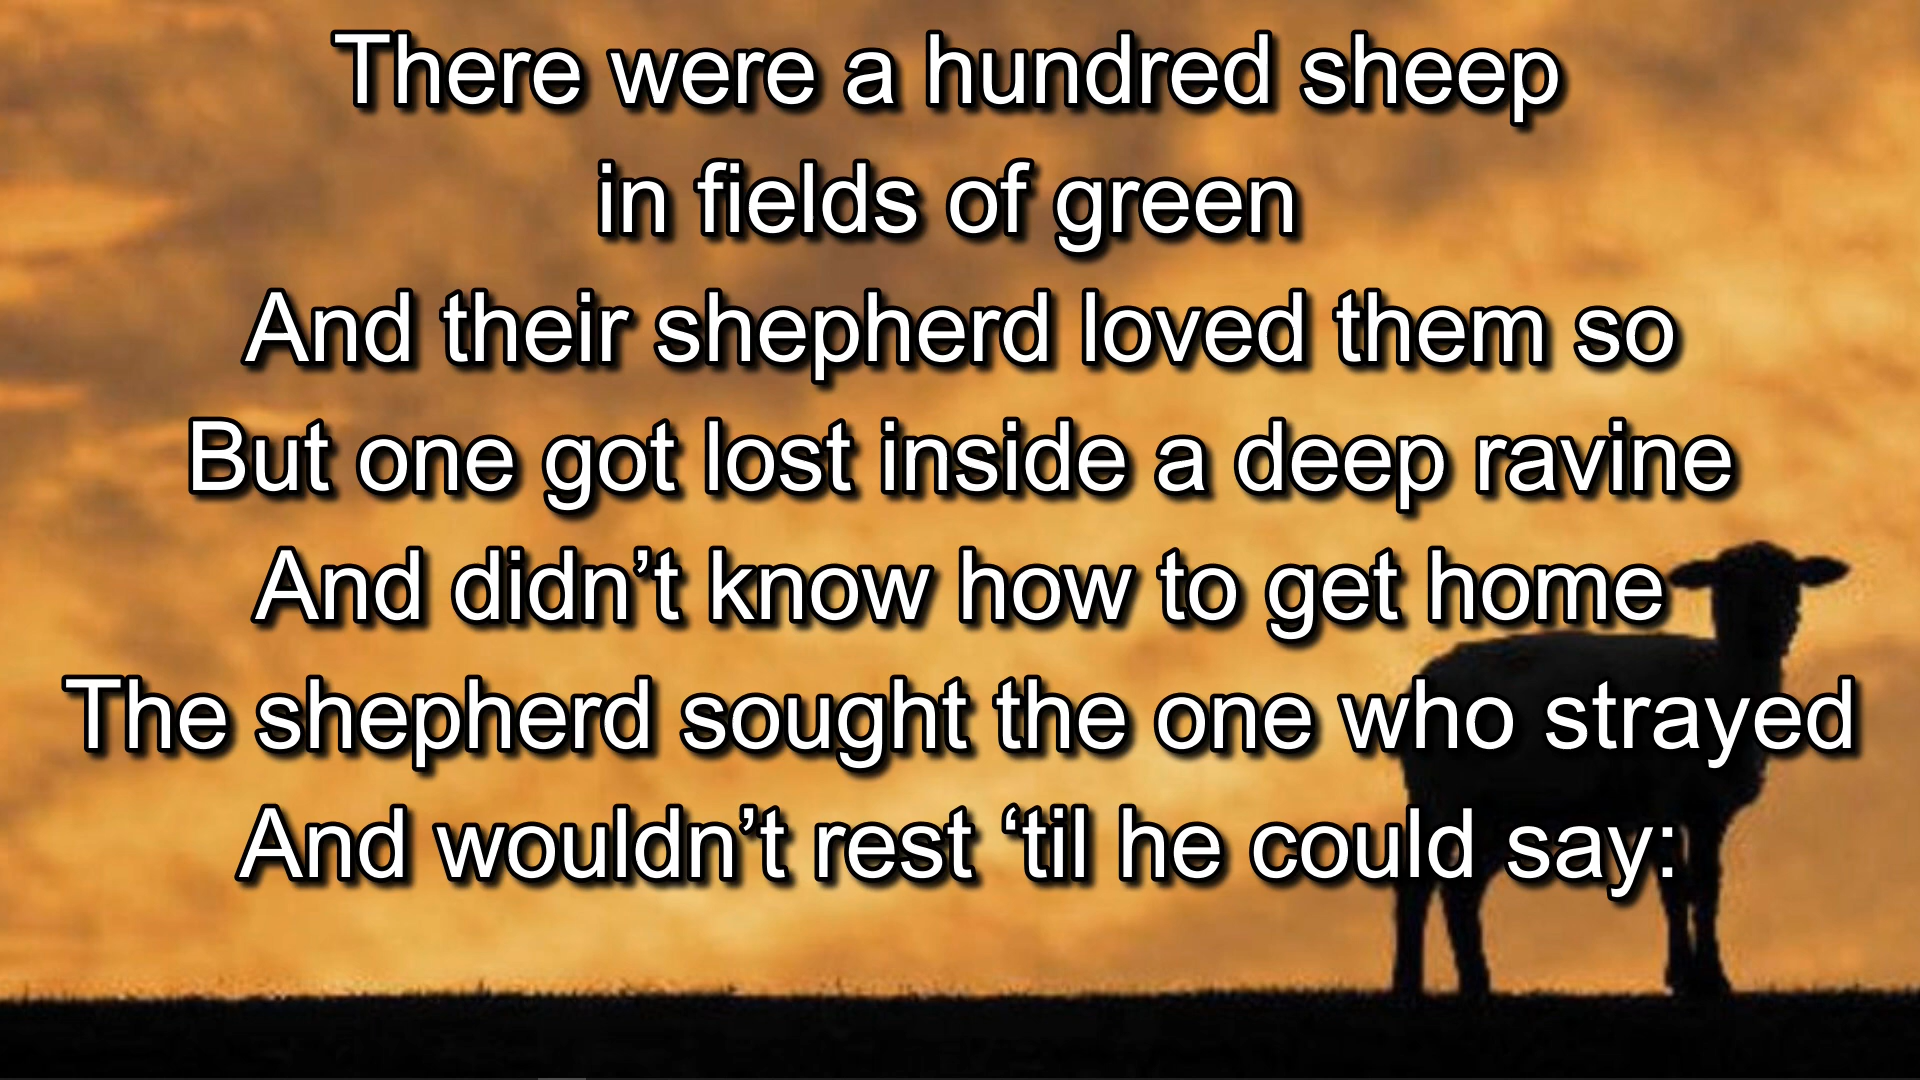 There were a hundred sheep
in fields of green
And their shepherd loved them so
But one got lost inside a deep ravine
And didn’t know how to get home
The shepherd sought the one who strayed
And wouldn’t rest ‘til he could say: